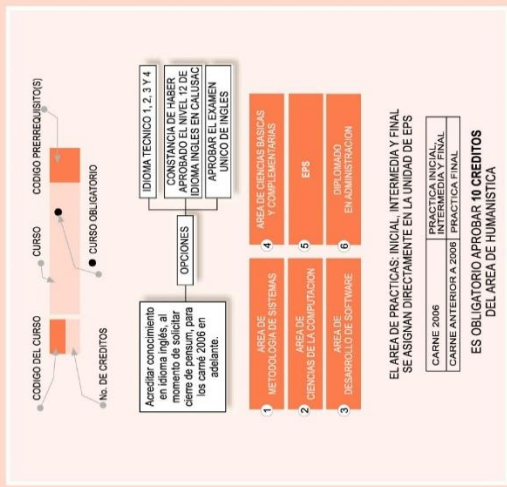 CODIGO DEL CURSO
CURSO
CODIGO PRERREQUISITO(S)
No. DE CREDITOS
CURSO OBLIGATORIO
Acreditar conocimiento
en idioma inglés, al
momento de solicitar
cierre de pensum, para
los carné 2006 en
adelante.
OPCIONES
IDIOMA TECNICO 1, 2, 3 Y 4
CONSTANCIA DE HABER
APROBADO EL NIVEL 12 DE
IDIOMA INGLES EN CALUSAC
APROBAR EL EXAMEN
UNICO DE INGLES
1 AREA DE
METODOLOGIA DE SISTEMAS
2 AREA DE
CIENCIAS DE LA COMPUTACION
3 AREA DE
DESARROLLO DE SOFTWARE
4 AREA DE CIENCIAS BASICAS
Y COMPLEMENTARIAS
5 EPS
6 DIPLOMADO
EN ADMINISTRACION
EL AREA DE PRACTICAS: INICIAL, INTERMEDIA Y FINAL
SE ASIGNAN DIRECTAMENTE EN LA UNIDAD DE EPS
CARNE 2006 PRACTICA INICIAL,
INTERMEDIA Y FINAL
CARNE ANTERIOR A 2006 PRACTICA FINAL
ES OBLIGATORIO APROBAR 10 CREDITOS
DEL AREA DE HUMANISTICA